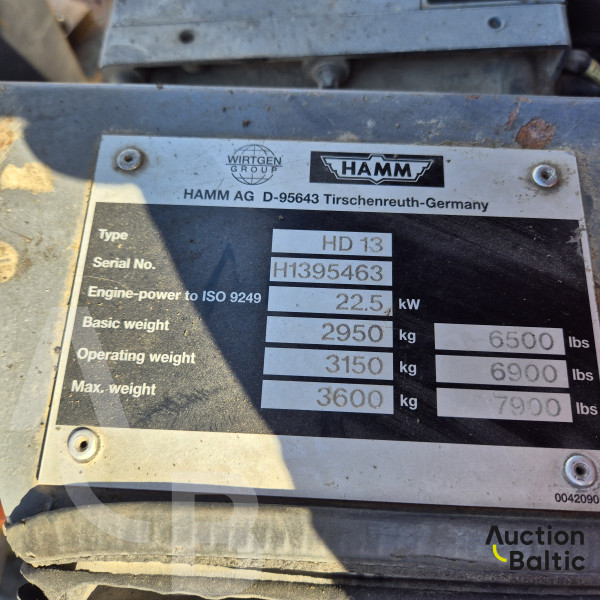 WIRTGEN
GROUP
HAMM
HAMM AG D-95643 Tirschenreuth-Germany
Type HD 13
Serial No. H1395463
Engine-power to ISO 9249 22.5 kW
Basic weight 2950 kg 6500 lbs
Operating weight 3150 kg 6900 lbs
Max. weight 3600 kg 7900 lbs
0042090
Auction
Baltic